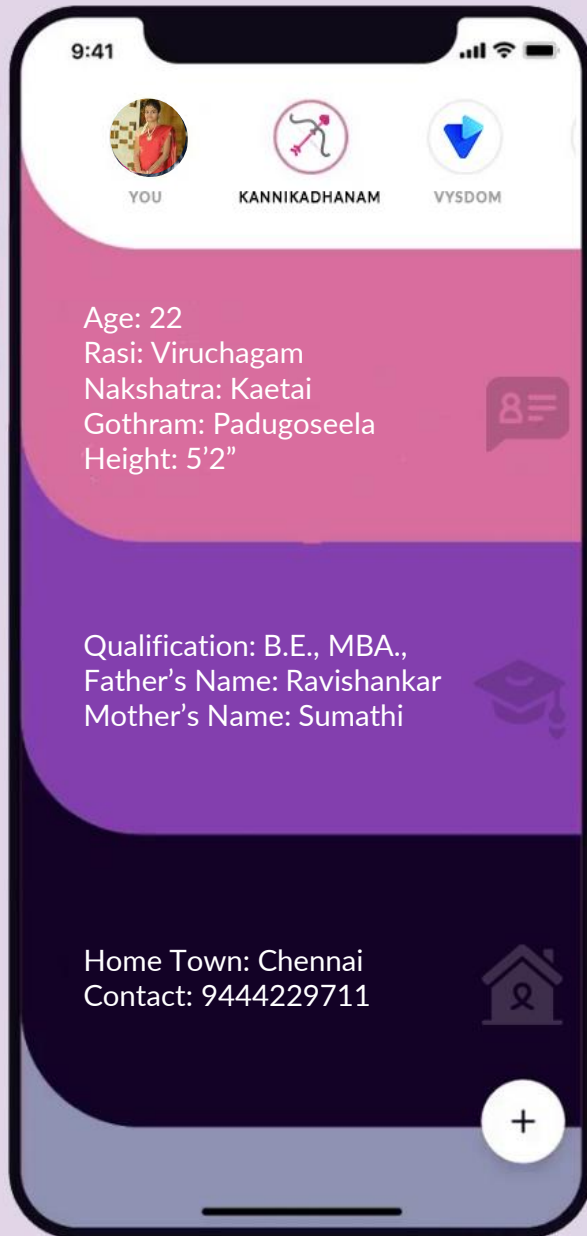 9:41
YOU
KANNIKADHANAM
VYSDOM
Age: 22
Rasi: Viruchagam
Nakshatra: Kaetai
Gothram: Padugoseela
Height: 5’2”
Qualification: B.E., MBA.,
Father’s Name: Ravishankar
Mother’s Name: Sumathi
Home Town: Chennai
Contact: 9444229711
+